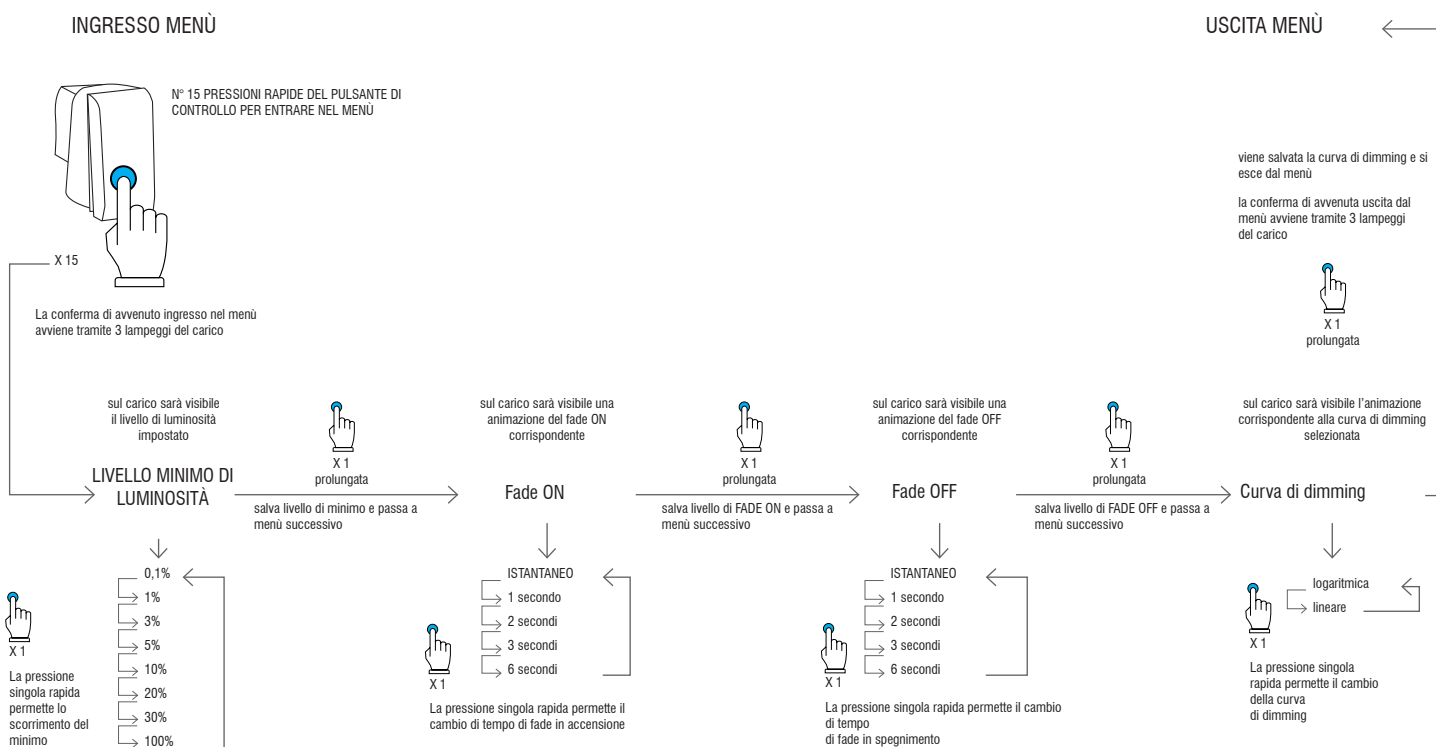 INGRESSO MENÙ
USCITA MENÙ
N° 15 PRESSIONI RAPIDE DEL PULSANTE DI
CONTROLLO PER ENTRARE NEL MENÙ
X 15
La conferma di avvenuto ingresso nel menù
avviene tramite 3 lampeggi del carico
viene salvata la curva di dimming e si
esce dal menù
la conferma di avvenuta uscita dal
menù avviene tramite 3 lampeggi
del carico
X 1
prolungata
sul carico sarà visibile
il livello di luminosità
impostato
LIVELLO MINIMO DI
LUMINOSITÀ
X 1
prolungata
salva livello di minimo e passa a
menù successivo
sul carico sarà visibile una
animazione del fade ON
corrispondente
Fade ON
X 1
prolungata
salva livello di FADE ON e passa a
menù successivo
sul carico sarà visibile una
animazione del fade OFF
corrispondente
Fade OFF
X 1
prolungata
salva livello di FADE OFF e passa a
menù successivo
sul carico sarà visibile l'animazione
corrispondente alla curva di dimming
selezionata
Curva di dimming
0,1%
1%
3%
5%
10%
20%
30%
100%
X 1
La pressione
singola rapida
permette lo
scorrimento del
minimo
ISTANTANEO
1 secondo
2 secondi
3 secondi
6 secondi
X 1
La pressione singola rapida permette il
cambio di tempo di fade in accensione
ISTANTANEO
1 secondo
2 secondi
3 secondi
6 secondi
X 1
La pressione singola rapida permette il cambio
di tempo
di fade in spegnimento
logaritmica
lineare
X 1
La pressione singola
rapida permette il cambio
della curva
di dimming